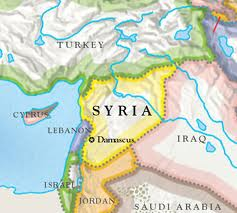 TURKEY
SYRIA
CYPRUS
LEBANON
Damascus
IRAQ
ISRAEL
JORDAN
SAUDI ARABIA